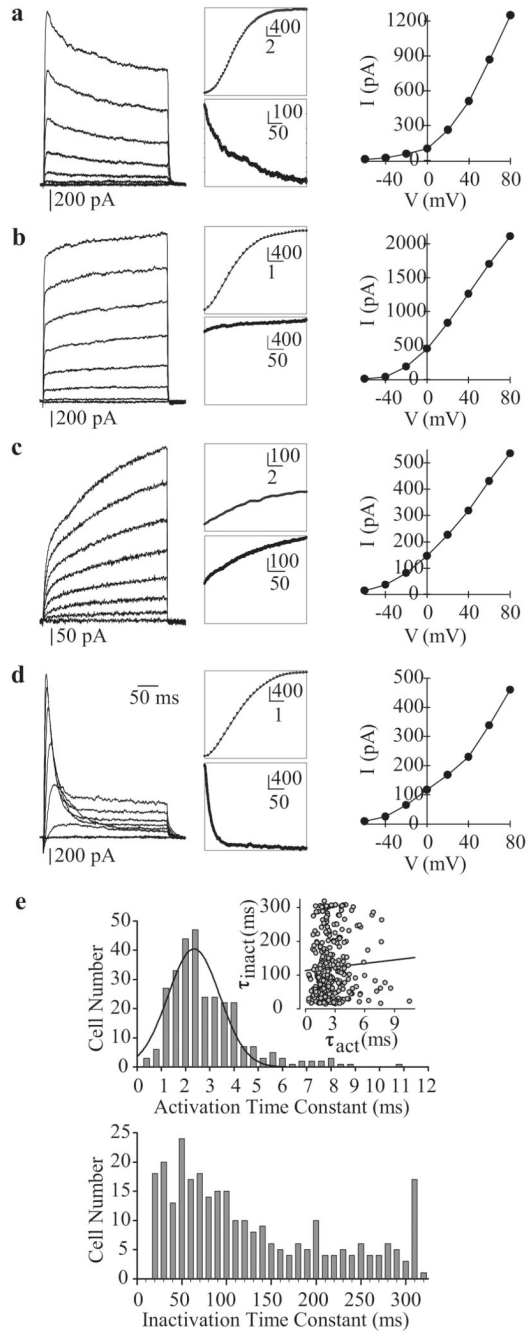 a
400
2
100
50
200 pA
I (pA)
1200
900
600
300
0
-40 0 40 80
V (mV)
b
400
1
400
50
200 pA
I (pA)
2000
1500
1000
500
0
-40 0 40 80
V (mV)
c
100
2
100
50
50 pA
I (pA)
500
400
300
200
100
0
-40 0 40 80
V (mV)
d
50 ms
400
1
400
50
200 pA
I (pA)
500
400
300
200
100
0
-40 0 40 80
V (mV)
e
Cell Number
50
40
30
20
10
0
0 1 2 3 4 5 6 7 8 9 10 11 12
Activation Time Constant (ms)
τinact(ms)
300
200
100
0
0 3 6 9
τact(ms)
Cell Number
25
20
15
10
5
0
0 50 100 150 200 250 300
Inactivation Time Constant (ms)